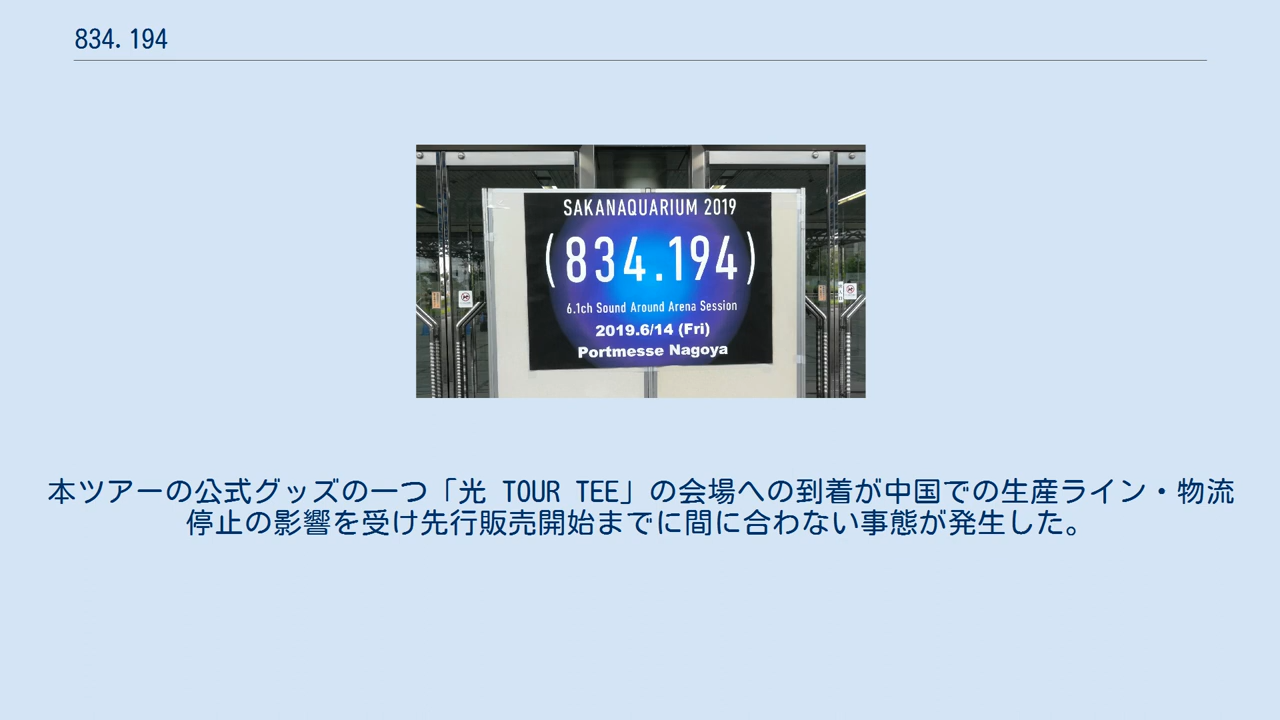 834.194
SAKANAQUARIUM 2019
(834.194)
6.1ch Sound Around Arena Session
2019.6/14 (Fri)
Portmesse Nagoya
本ツアーの公式グッズの一つ「光 TOUR TEE」の会場への到着が中国での生産ライン・物流
停止の影響を受け先行販売開始までに間に合わない事態が発生した。